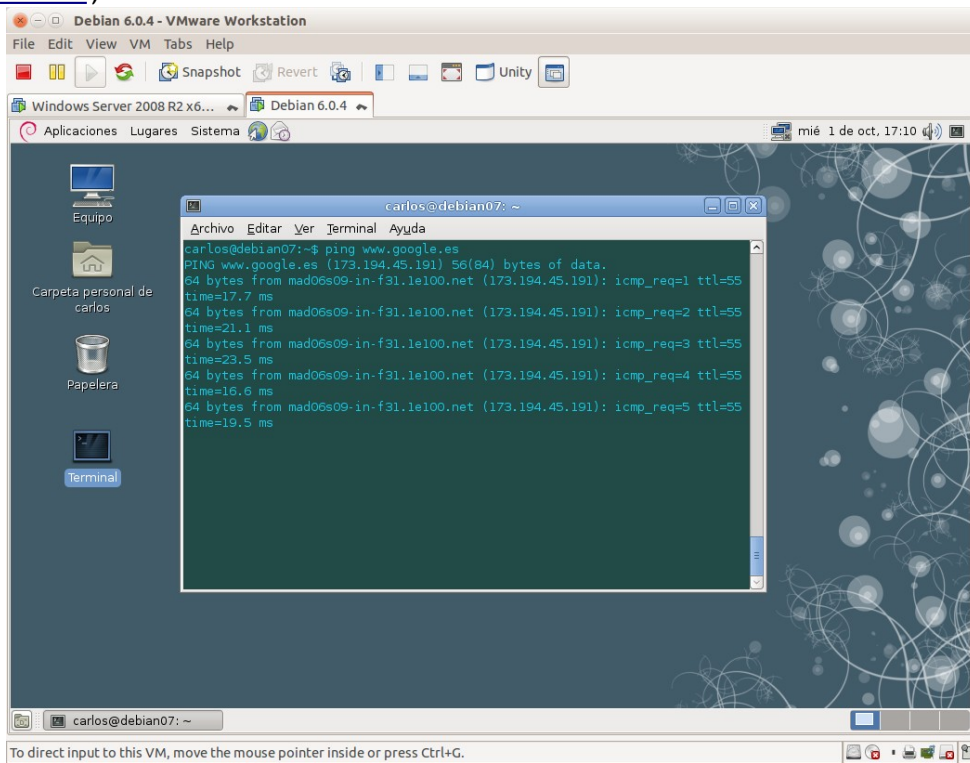 Debian 6.0.4 - VMware Workstation
File Edit View VM Tabs Help
Snapshot Revert Unity
Windows Server 2008 R2 x6... Debian 6.0.4
Aplicaciones Lugares Sistema mié 1 de oct, 17:10
Equipo
Carpeta personal de
carlos
Papelera
Terminal
carlos@debian07: ~
Archivo Editar Ver Terminal Ayuda
carlos@debian07:~$ ping www.google.es
PING www.google.es (173.194.45.191) 56(84) bytes of data.
64 bytes from mad06s09-in-f31.1e100.net (173.194.45.191): icmp_req=1 ttl=55
time=17.7 ms
64 bytes from mad06s09-in-f31.1e100.net (173.194.45.191): icmp_req=2 ttl=55
time=21.1 ms
64 bytes from mad06s09-in-f31.1e100.net (173.194.45.191): icmp_req=3 ttl=55
time=23.5 ms
64 bytes from mad06s09-in-f31.1e100.net (173.194.45.191): icmp_req=4 ttl=55
time=16.6 ms
64 bytes from mad06s09-in-f31.1e100.net (173.194.45.191): icmp_req=5 ttl=55
time=19.5 ms
carlos@debian07: ~
To direct input to this VM, move the mouse pointer inside or press Ctrl+G.